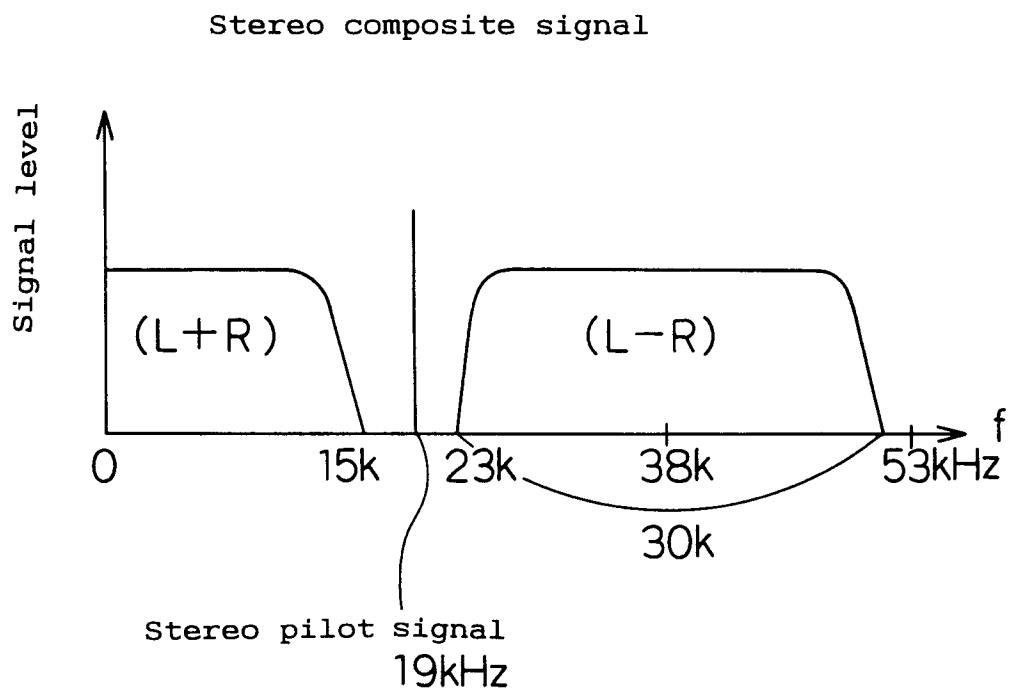 Stereo composite signal
Signal level
(L+R)
(L−R)
f
0
15k
23k
38k
53kHz
30k
Stereo pilot signal
19kHz